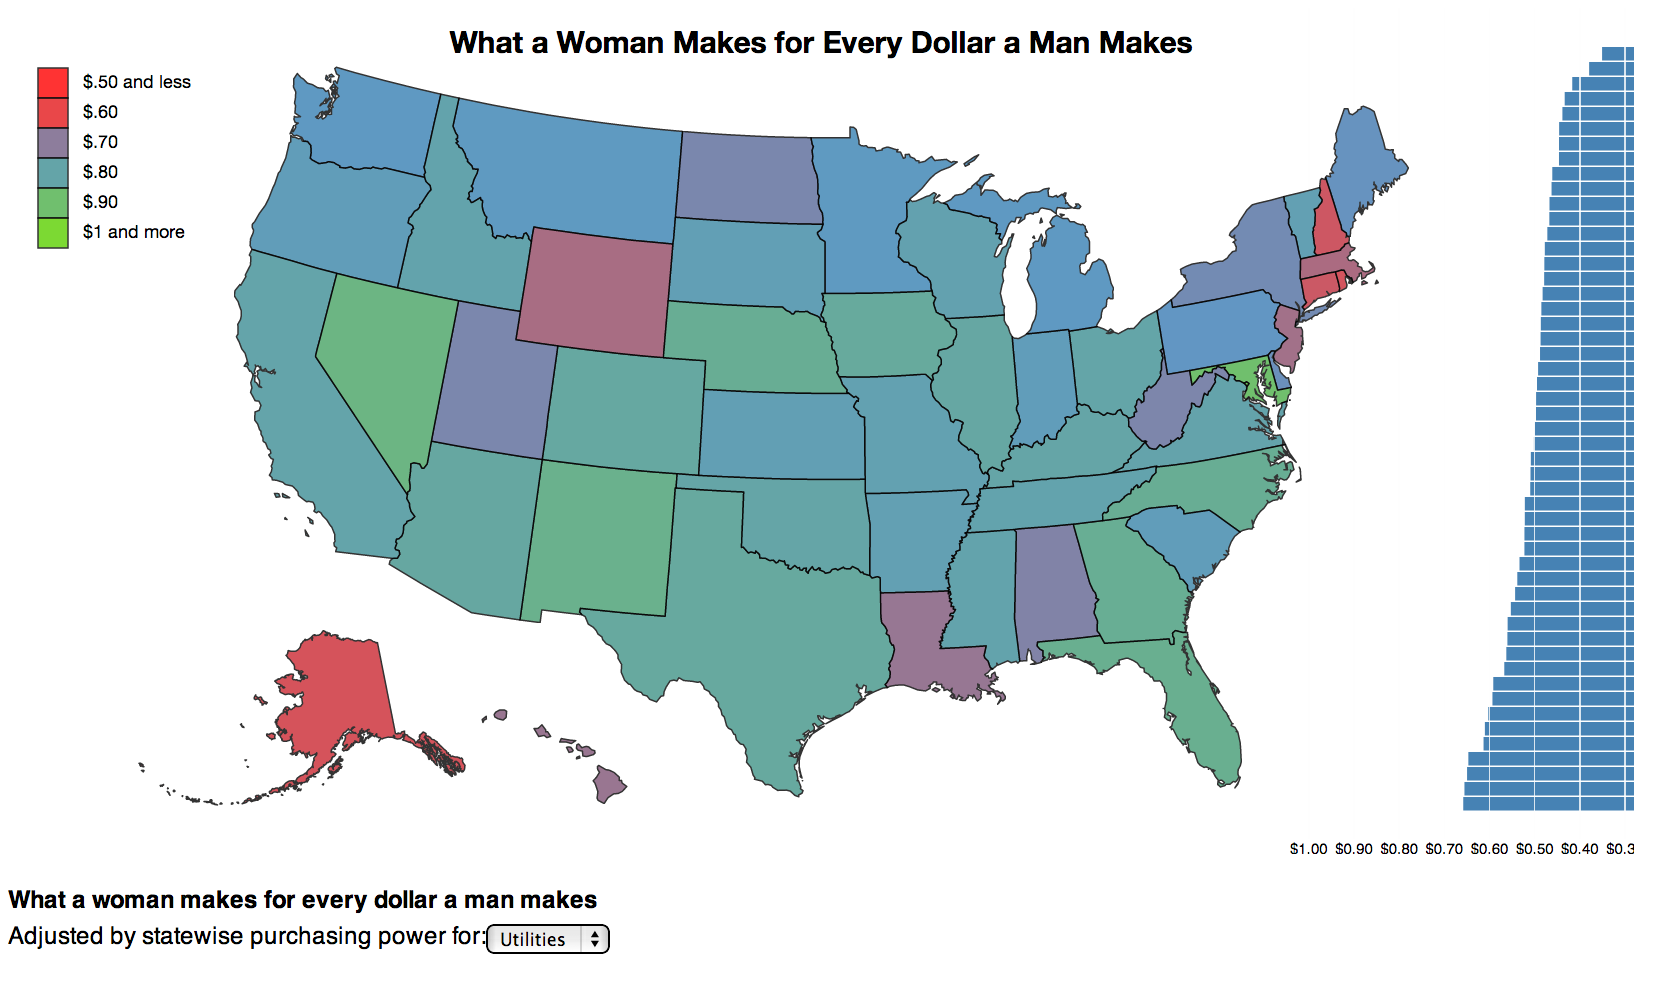 What a Woman Makes for Every Dollar a Man Makes
$.50 and less
$.60
$.70
$.80
$.90
$1 and more
$1.00 $0.90 $0.80 $0.70 $0.60 $0.50 $0.40 $0.3
What a woman makes for every dollar a man makes
Adjusted by statewise purchasing power for: Utilities